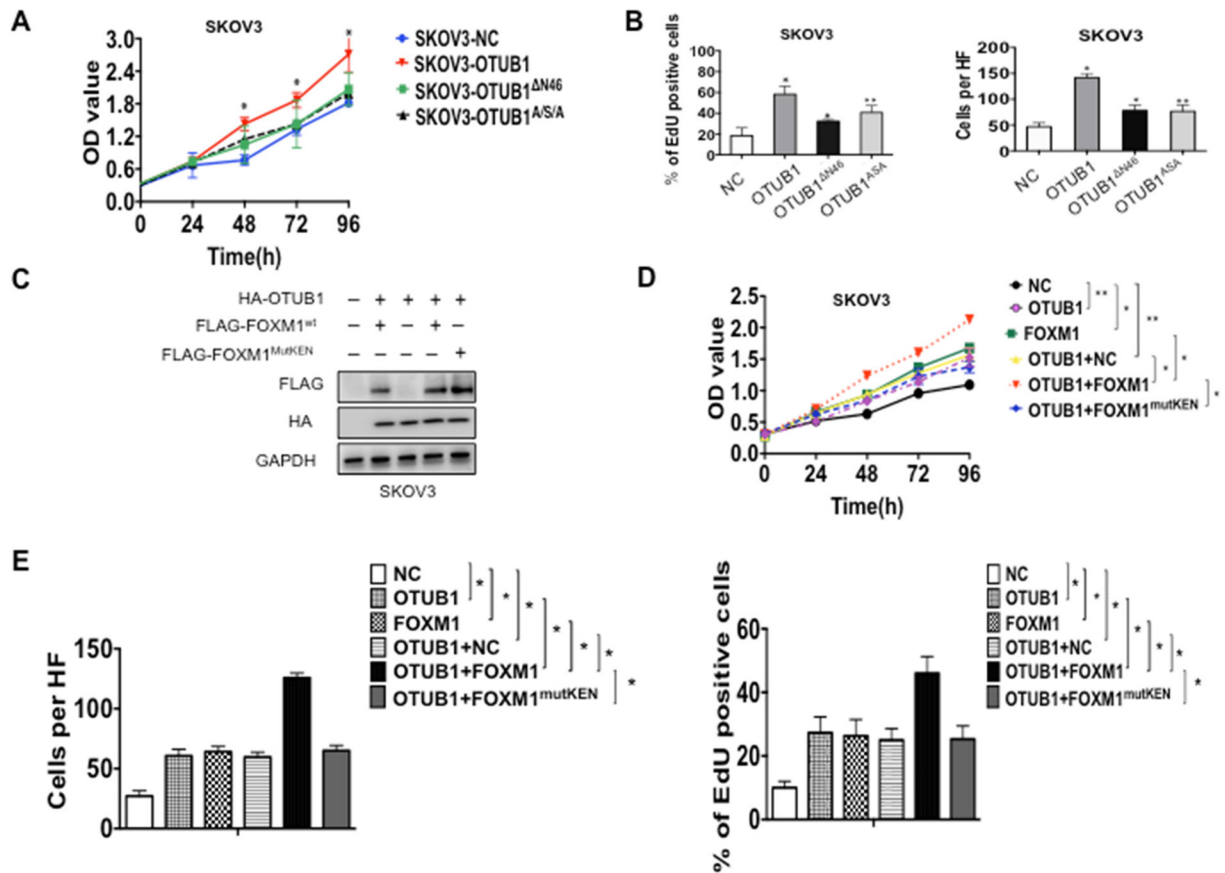 A
SKOV3
3.0
2.4
1.8
1.2
0.6
0.0
OD value
0 24 48 72 96
Time(h)
* * *
SKOV3-NC
SKOV3-OTUB1
SKOV3-OTUB1ΔN46
SKOV3-OTUB1A/S/A
B
SKOV3
100
80
60
40
20
0
% of EdU positive cells
* * **
NC OTUB1 OTUB1ΔN46 OTUB1ASA
SKOV3
200
150
100
50
0
Cells per HF
* * **
NC OTUB1 OTUB1ΔN46 OTUB1ASA
C
HA-OTUB1 − + + + +
FLAG-FOXM1wt − + − + −
FLAG-FOXM1MutKEN − − − − +
FLAG
HA
GAPDH
SKOV3
D
SKOV3
2.5
2.0
1.5
1.0
0.5
0.0
OD value
0 24 48 72 96
Time(h)
NC
OTUB1
FOXM1
OTUB1+NC
OTUB1+FOXM1
OTUB1+FOXM1mutKEN
** * ** * * *
E
150
100
50
0
Cells per HF
NC
OTUB1
FOXM1
OTUB1+NC
OTUB1+FOXM1
OTUB1+FOXM1mutKEN
* * * * * * *
60
40
20
0
% of EdU positive cells
NC
OTUB1
FOXM1
OTUB1+NC
OTUB1+FOXM1
OTUB1+FOXM1mutKEN
* * * * * * *